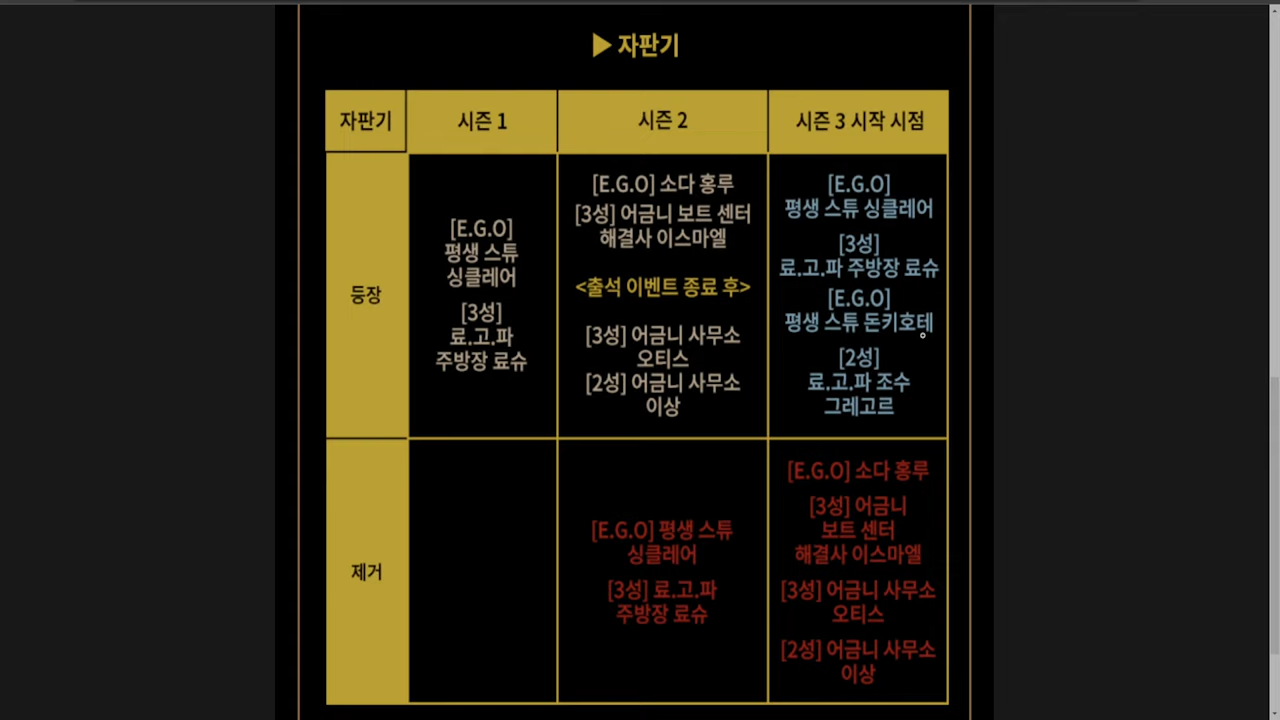 ▶ 자판기
자판기
시즌 1
시즌 2
시즌 3 시작 시점
등장
[E.G.O]
평생 스튜
싱클레어
[3성]
료.고.파
주방장 료슈
[E.G.O] 소다 홍루
[3성] 어금니 보트 센터
해결사 이스마엘
<출석 이벤트 종료 후>
[3성] 어금니 사무소
오티스
[2성] 어금니 사무소
이상
[E.G.O]
평생 스튜 싱클레어
[3성]
료.고.파 주방장 료슈
[E.G.O]
평생 스튜 돈키호테
[2성]
료.고.파 조수
그레고르
제거
[E.G.O] 평생 스튜
싱클레어
[3성] 료.고.파
주방장 료슈
[E.G.O] 소다 홍루
[3성] 어금니
보트 센터
해결사 이스마엘
[3성] 어금니 사무소
오티스
[2성] 어금니 사무소
이상